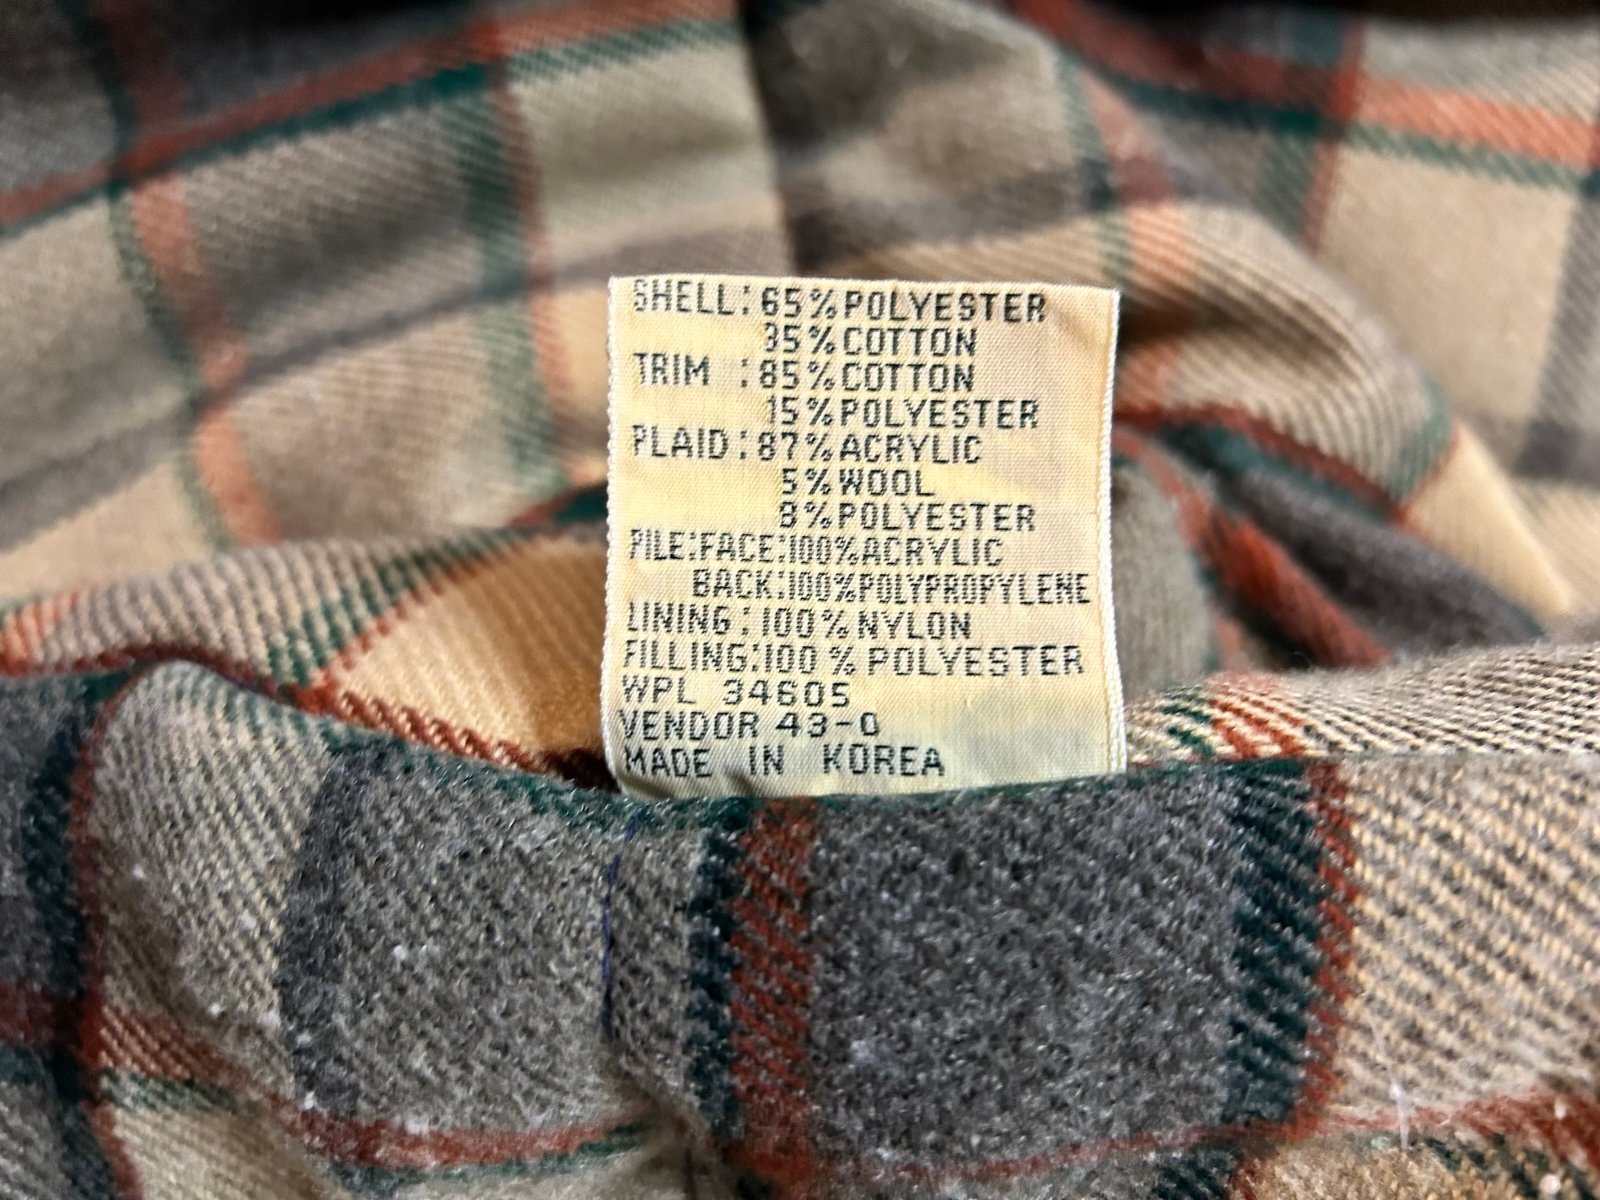 SHELL:65%POLYESTER
35%COTTON
TRIM :85%COTTON
15%POLYESTER
PLAID:87%ACRYLIC
5%WOOL
8%POLYESTER
PILE:FACE:100%ACRYLIC
BACK:100%POLYPROPYLENE
LINING:100%NYLON
FILLING:100%POLYESTER
WPL 34605
VENDOR 43-0
MADE IN KOREA